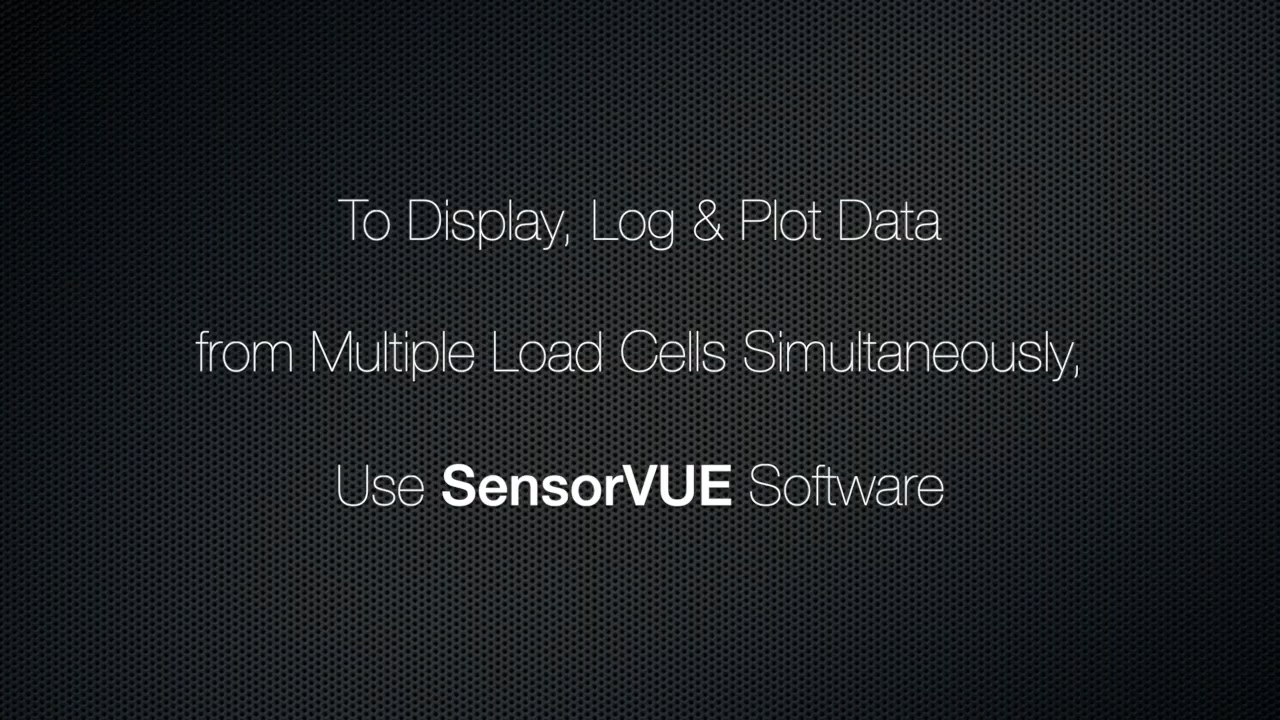 To Display, Log & Plot Data
from Multiple Load Cells Simultaneously,
Use SensorVUE Software